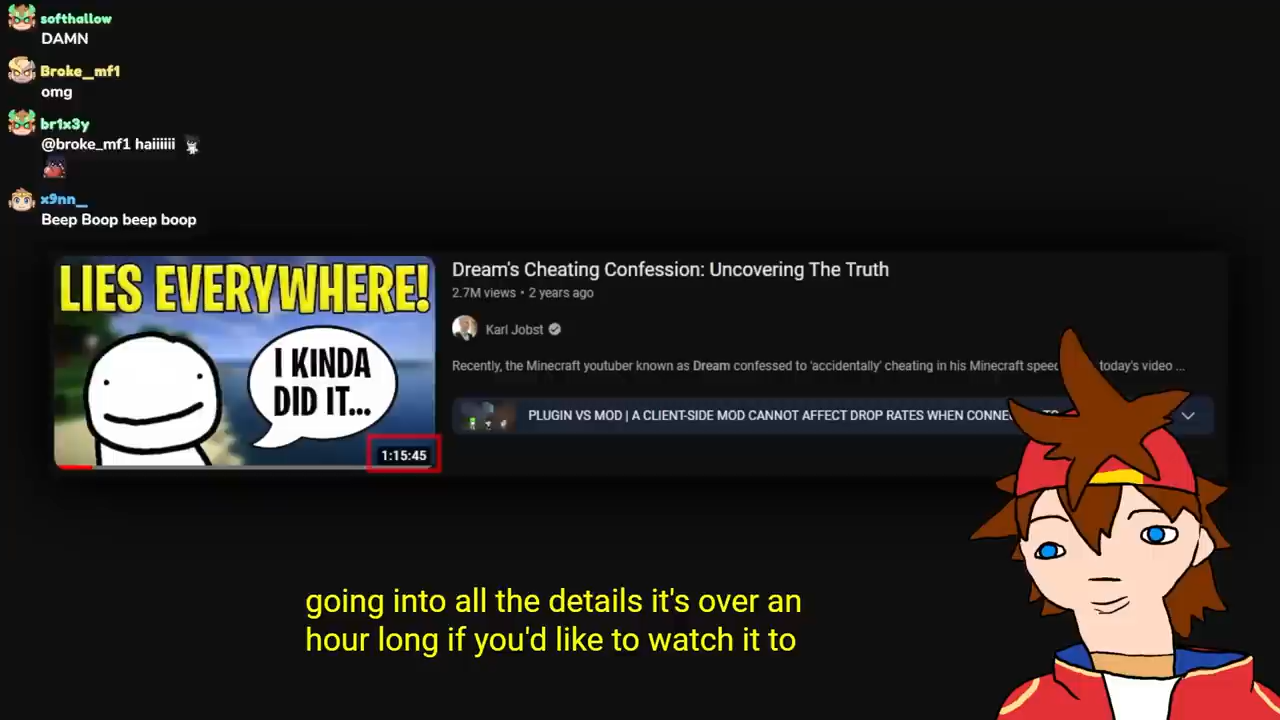 softhallow
DAMN
Broke__mf1
omg
br1x3y
@broke_mf1 haiiiiii
x9nn__
Beep Boop beep boop
LIES EVERYWHERE!
I KINDA
DID IT...
1:15:45
Dream's Cheating Confession: Uncovering The Truth
2.7M views • 2 years ago
Karl Jobst
Recently, the Minecraft youtuber known as Dream confessed to 'accidentally' cheating in his Minecraft today's video ...
PLUGIN VS MOD | A CLIENT-SIDE MOD CANNOT AFFECT DROP RATES WHEN TO
going into all the details it's over an
hour long if you'd like to watch it to